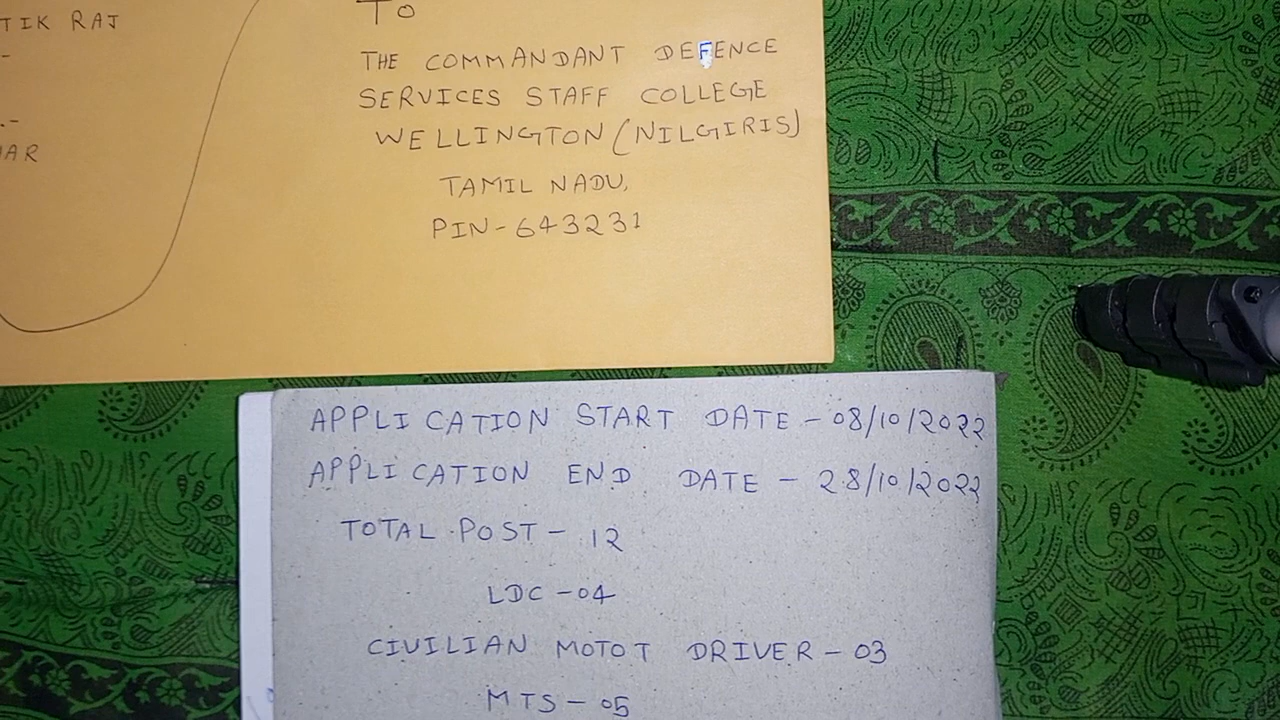 TIK RAJ
TO
THE COMMANDANT DEFENCE
SERVICES STAFF COLLEGE
WELLINGTON (NILGIRIS)
TAMIL NADU,
PIN-643231
APPLICATION START DATE - 08/10/2022
APPLICATION END DATE - 28/10/2022
TOTAL POST - 12
LDC - 04
CIVILIAN MOTOT DRIVER - 03
MTS - 05